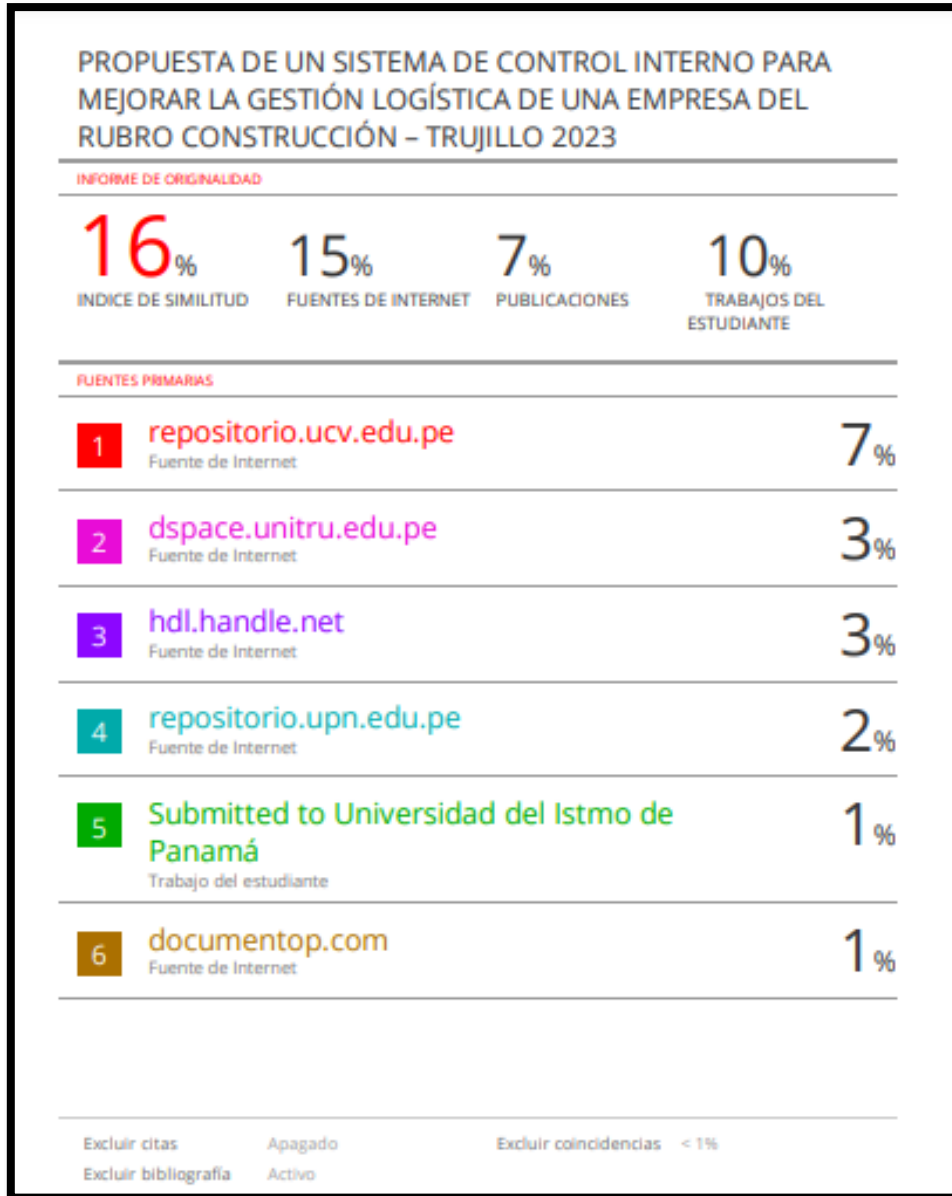 PROPUESTA DE UN SISTEMA DE CONTROL INTERNO PARA
MEJORAR LA GESTIÓN LOGÍSTICA DE UNA EMPRESA DEL
RUBRO CONSTRUCCIÓN – TRUJILLO 2023
INFORME DE ORIGINALIDAD
16% 15% 7% 10%
INDICE DE SIMILITUD FUENTES DE INTERNET PUBLICACIONES TRABAJOS DEL
ESTUDIANTE
FUENTES PRIMARIAS
1 repositorio.ucv.edu.pe 7%
Fuente de Internet
2 dspace.unitru.edu.pe 3%
Fuente de Internet
3 hdl.handle.net 3%
Fuente de Internet
4 repositorio.upn.edu.pe 2%
Fuente de Internet
5 Submitted to Universidad del Istmo de 1%
Panamá
Trabajo del estudiante
6 documentop.com 1%
Fuente de Internet
Excluir citas Apagado Excluir coincidencias < 1%
Excluir bibliografía Activo